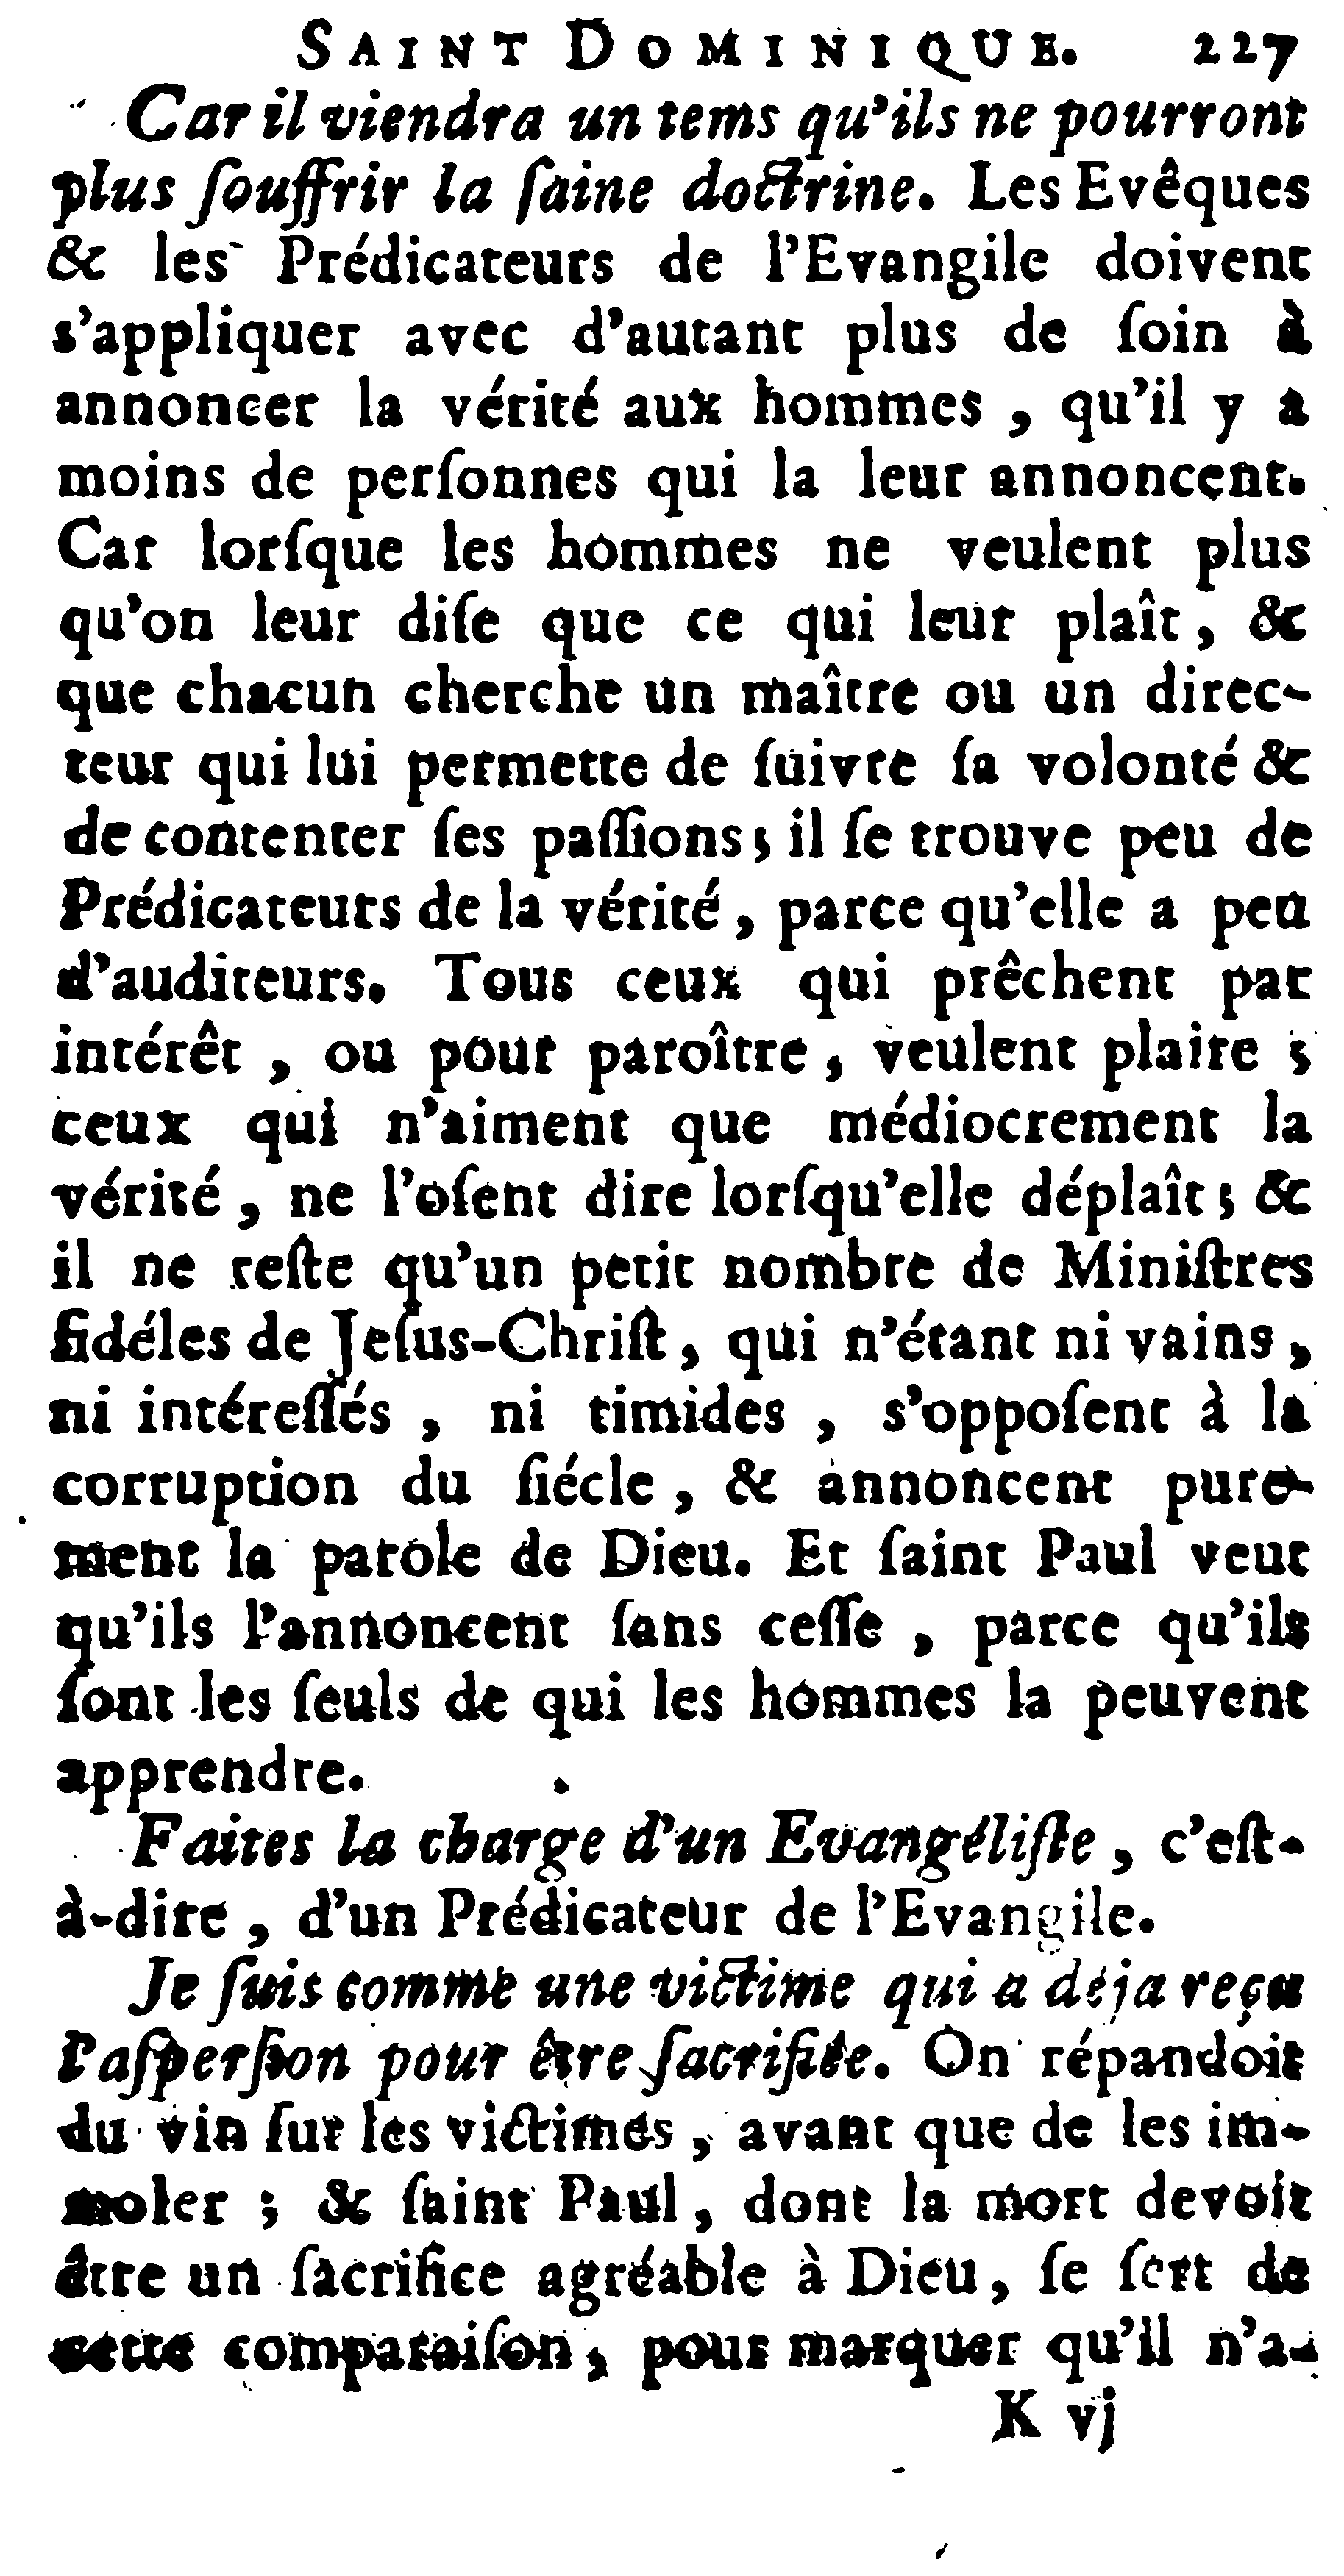 SAINT DOMINIQUE. 227
Car il viendra un tems qu'ils ne pourront
plus ſouffrir la ſaine doctrine. Les Evêques
& les Prédicateurs de l'Evangile doivent
s'appliquer avec d'autant plus de ſoin à
annoncer la vérité aux hommes, qu'il y a
moins de perſonnes qui la leur annoncent.
Car lorſque les hommes ne veulent plus
qu'on leur diſe que ce qui leur plaît, &
que chacun cherche un maître ou un direc-
teur qui lui permette de ſuivre ſa volonté &
de contenter ſes paſſions; il ſe trouve peu de
Prédicateurs de la vérité, parce qu'elle a peu
d'auditeurs. Tous ceux qui prêchent par
intérêt, ou pour paroître, veulent plaire;
ceux qui n'aiment que médiocrement la
vérité, ne l'oſent dire lorſqu'elle déplaît; &
il ne reſte qu'un petit nombre de Miniſtres
fidéles de Jeſus-Chriſt, qui n'étant ni vains,
ni intéreſſés, ni timides, s'oppoſent à la
corruption du ſiécle, & annoncent pure-
ment la parole de Dieu. Et ſaint Paul veut
qu'ils l'annoncent ſans ceſſe, parce qu'ils
ſont les ſeuls de qui les hommes la peuvent
apprendre.
Faites la charge d'un Evangéliſte, c'eſt-
à-dire, d'un Prédicateur de l'Evangile.
Je ſuis comme une victime qui a déja reçu
l'aſperſion pour être ſacrifiée. On répandoit
du vin ſur les victimes, avant que de les im-
moler; & ſaint Paul, dont la mort devoit
être un ſacrifice agréable à Dieu, ſe ſert de
cette comparaiſon, pour marquer qu'il n'a-
K vj